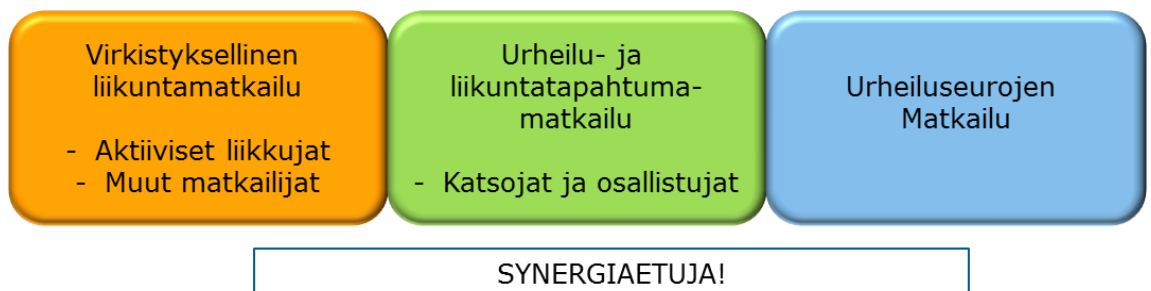 Virkistyksellinen
liikuntamatkailu
- Aktiiviset liikkujat
- Muut matkailijat
Urheilu- ja
liikuntatapahtuma-
matkailu
- Katsojat ja osallistujat
Urheiluseurojen
Matkailu
SYNERGIAETUJA!